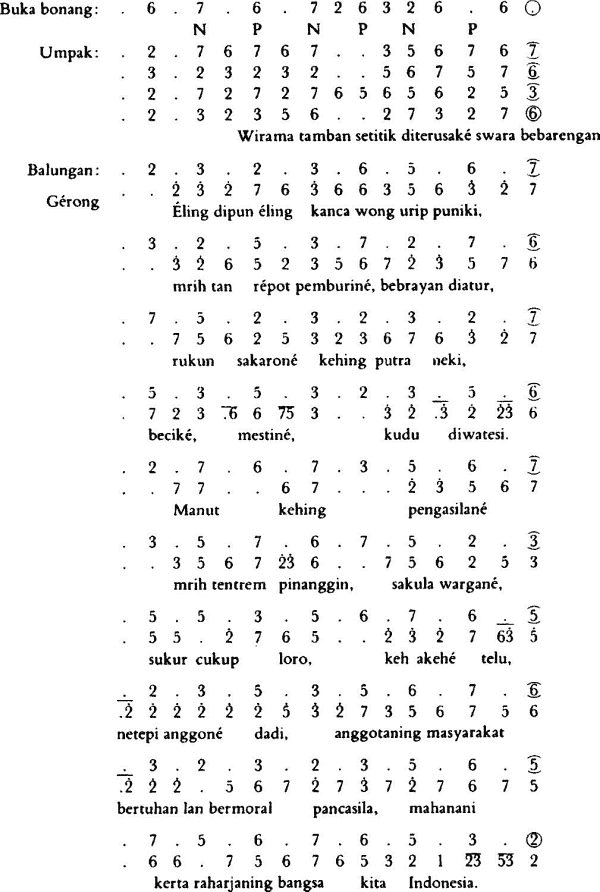 Buka bonang: . 6 . 7 . 6 . 7 2 6 3 2 6 . 6 (.)
N P N P N P
Umpak: . 2 . 7 6 7 6 7 . . 3 5 6 7 6 7̂
. 3 . 2 3 2 3 2 . . 5 6 7 5 7 6̂
. 2 . 7 2 7 2 7 6 5 6 5 6 2 5 3̂
. 2 . 3 2 3 5 6 . . 2 7 3 2 7 ⑥
Wirama tamban setitik diterusaké swara bebarengan
Balungan: . 2 . 3 . 2 . 3 . 6 . 5 . 6 . 7̂
Gérong . . 2̇ 3̇ 2̇ 7 6 3̇ 6 6 3 5 6 3̇ 2̇ 7
Éling dipun éling kanca wong urip puniki,
. 3 . 2 . 5 . 3 . 7 . 2 . 7 . 6̂
. . 3̇ 2̇ 6 5 2 3 5 6 7 2̇ 3̇ 5 7 6
mrih tan répot pemburiné, bebrayan diatur,
. 7 . 5 . 2 . 3 . 2 . 3 . 2 . 7̂
. . 7 5 6 2 5 3 2 3 6 7 6 3̇ 2̇ 7
rukun sakaroné kehing putra neki,
. 5 . 3 . 5 . 3 . 2 . 3 . 5 . 6̂
. 7 2 3 .6 6 75 3 . . 3̇ 2̇ .3̇ 2̇ 2̇3̇ 6
beciké, mestiné, kudu diwatesi.
. 2 . 7 . 6 . 7 . 3 . 5 . 6 . 7̂
. . 7 7 . . 6 7 . . . 2̇ 3̇ 5 6 7
Manut kehing pengasilané
. 3 . 5 . 7 . 6 . 7 . 5 . 2 . 3̂
. . 3 5 6 7 2̇3̇ 6 . . 7 5 6 2 5 3
mrih tentrem pinanggin, sakula wargané,
. 5 . 5 . 3 . 5 . 6 . 7 . 6 . 5̂
. 5 5 . 2̇ 7 6 5 . . 2̇ 3̇ 2̇ 7 63̇ 5̇
sukur cukup loro, keh akehé telu,
. 2 . 3 . 5 . 3 . 5 . 6 . 7 . 6̂
.2̇ 2̇ 2̇ 2̇ 2̇ 2̇ 5̇ 3̇ 2̇ 7 3 5 6 7 5 6
netepi anggoné dadi, anggotaning masyarakat
. 3 . 2 . 3 . 2 . 3 . 5 . 6 . 5̂
.2̇ 2̇ 2̇ . 5 6 7 2̇ 7 3̇ 7 2̇ 7 6 7 5
bertuhan lan bermoral pancasila, mahanani
. 7 . 5 . 6 . 7 . 6 . 5 . 3 . ②
. 6 6 . 7 5 6 7 6 5 3 2 1 23 53 2
kerta raharjaning bangsa kita Indonesia.